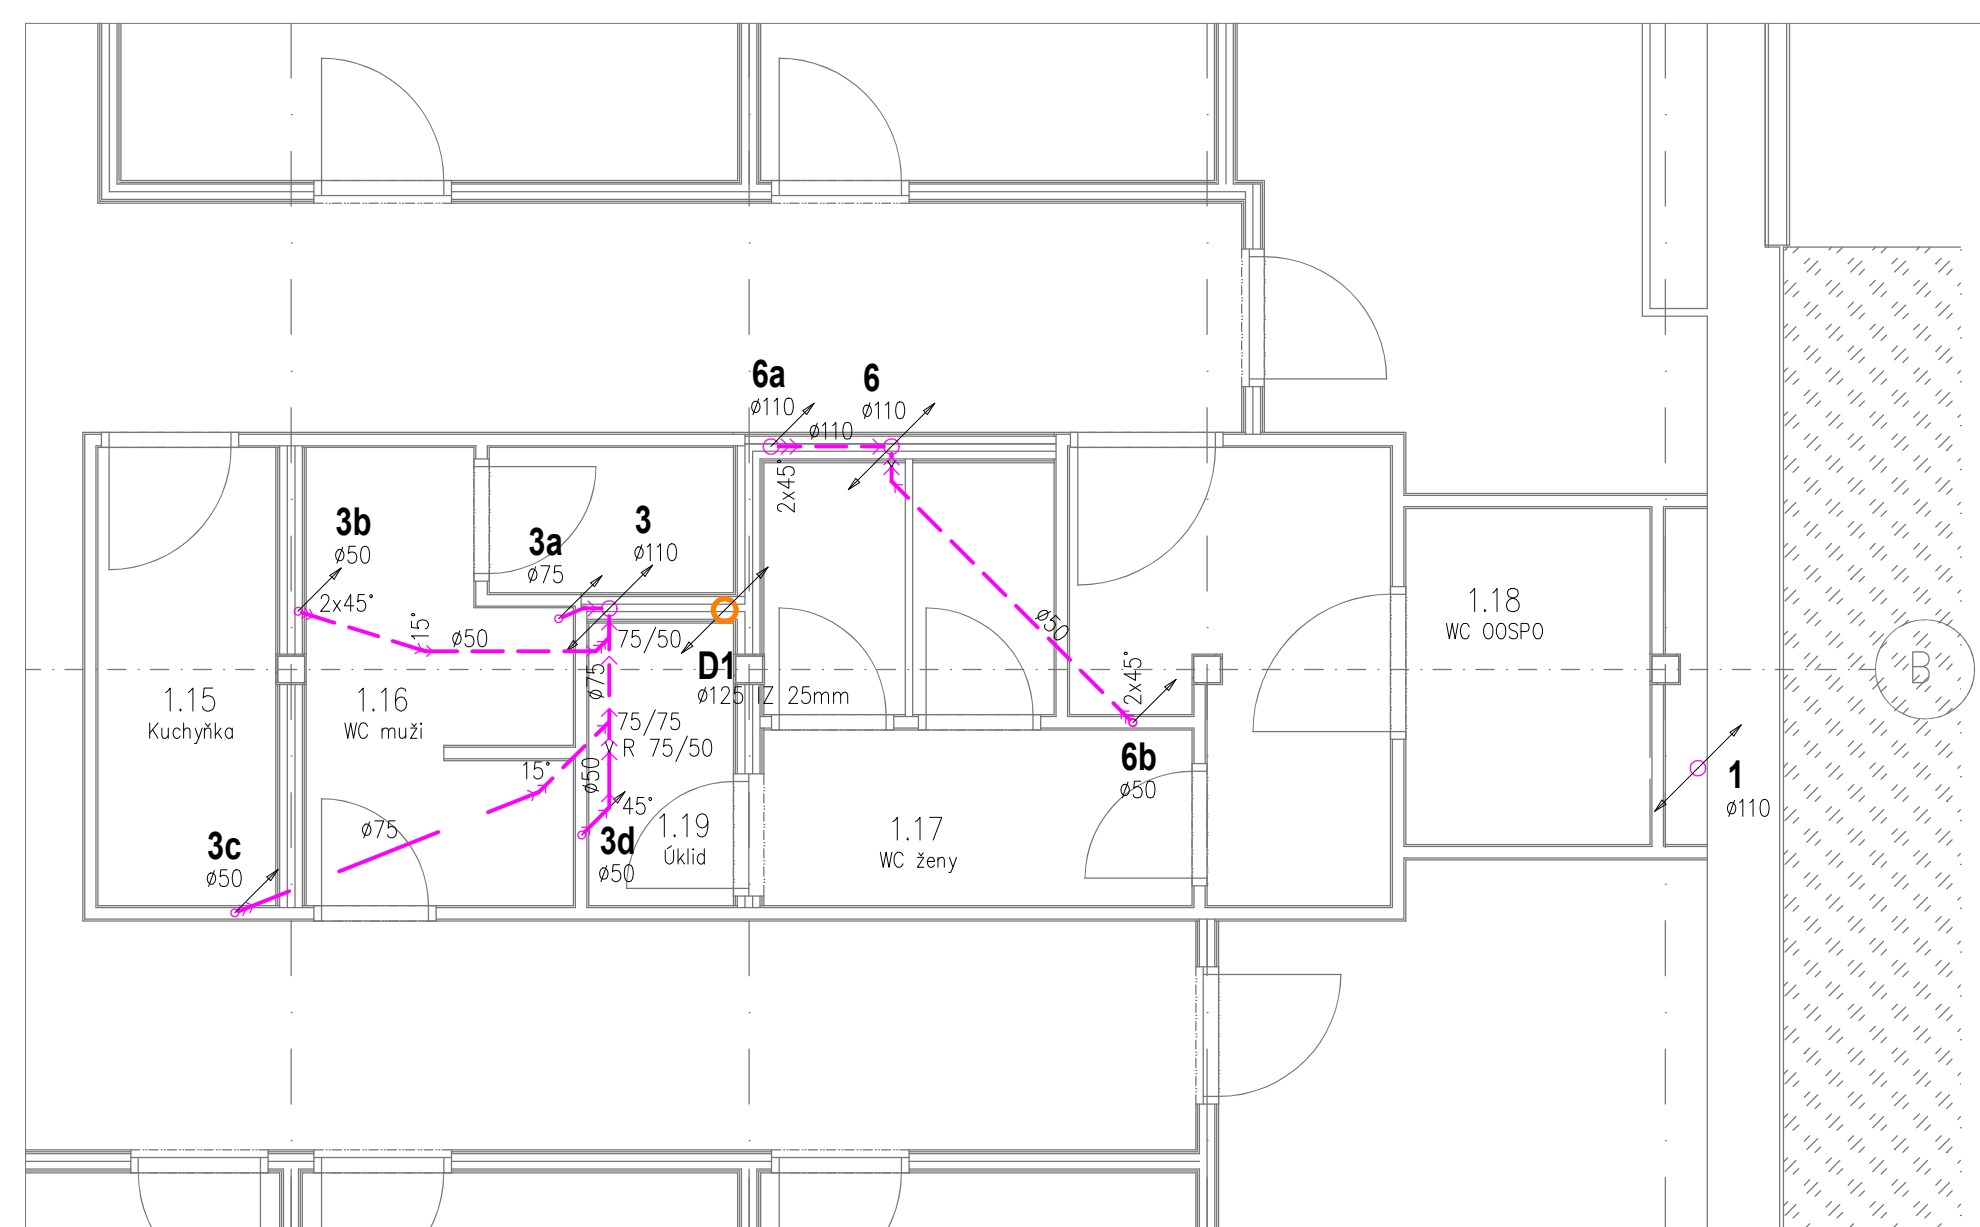 6a
ø110
6
ø110
ø110
2x45°
3b
ø50
3a
ø75
3
ø110
2x45°
15°
ø50
75/50
ø75
D1
ø125 IZ 25mm
ø50
2x45°
1.18
WC OOSPO
B
1.15
Kuchyňka
1.16
WC muži
75/75
R 75/50
15°
ø50
45°
6b
ø50
1
ø110
3c
ø50
ø75
3d
ø50
1.19
Úklid
1.17
WC ženy